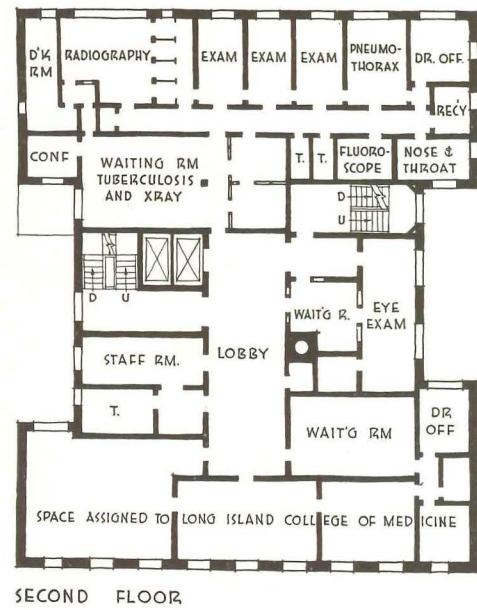 D'K RM
RADIOGRAPHY
EXAM
EXAM
EXAM
PNEUMO-
THORAX
DR. OFF.
REC'Y
CONF
WAITING RM
TUBERCULOSIS
AND XRAY
T.
T.
FLUORO-
SCOPE
NOSE &
THROAT
D
U
D
U
WAIT'G R.
EYE
EXAM
LOBBY
STAFF RM.
T.
WAIT'G RM
DR
OFF
SPACE ASSIGNED TO LONG ISLAND COLLEGE OF MEDICINE
SECOND FLOOR